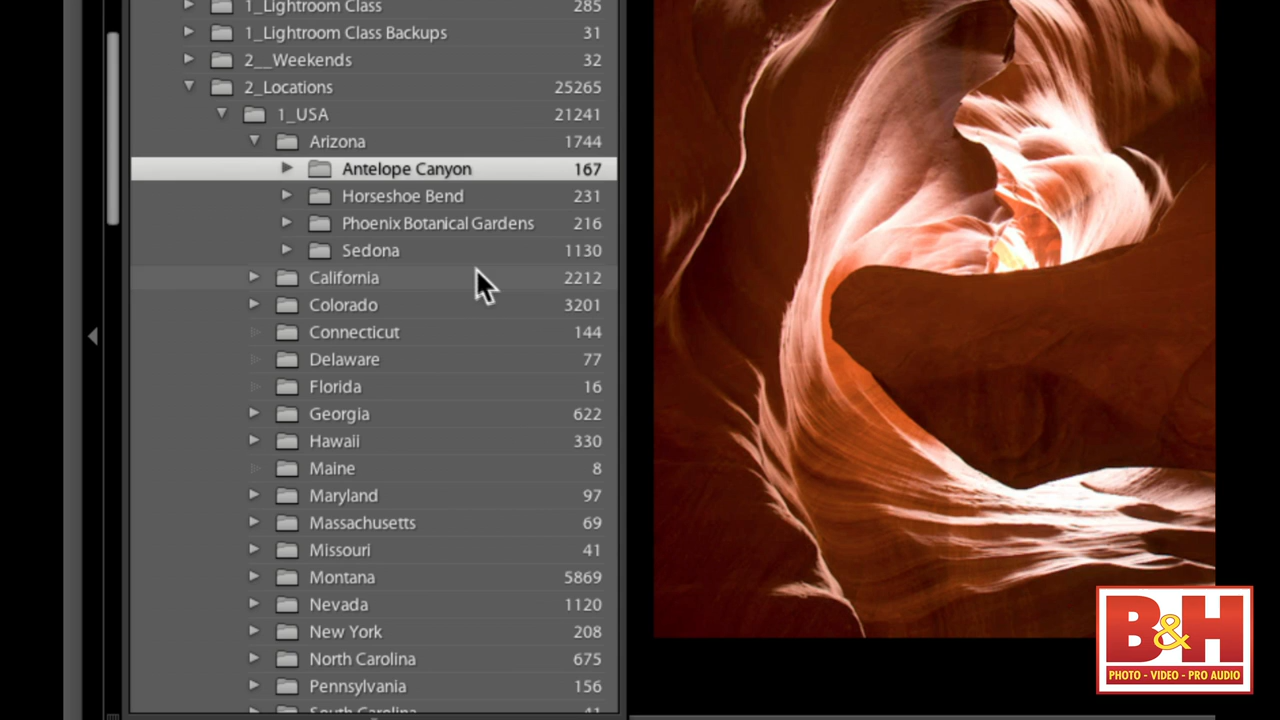 1_Lightroom Class 285
1_Lightroom Class Backups 31
2__Weekends 32
2_Locations 25265
1_USA 21241
Arizona 1744
Antelope Canyon 167
Horseshoe Bend 231
Phoenix Botanical Gardens 216
Sedona 1130
California 2212
Colorado 3201
Connecticut 144
Delaware 77
Florida 16
Georgia 622
Hawaii 330
Maine 8
Maryland 97
Massachusetts 69
Missouri 41
Montana 5869
Nevada 1120
New York 208
North Carolina 675
Pennsylvania 156
South Carolina 41
B&H
PHOTO - VIDEO - PRO AUDIO